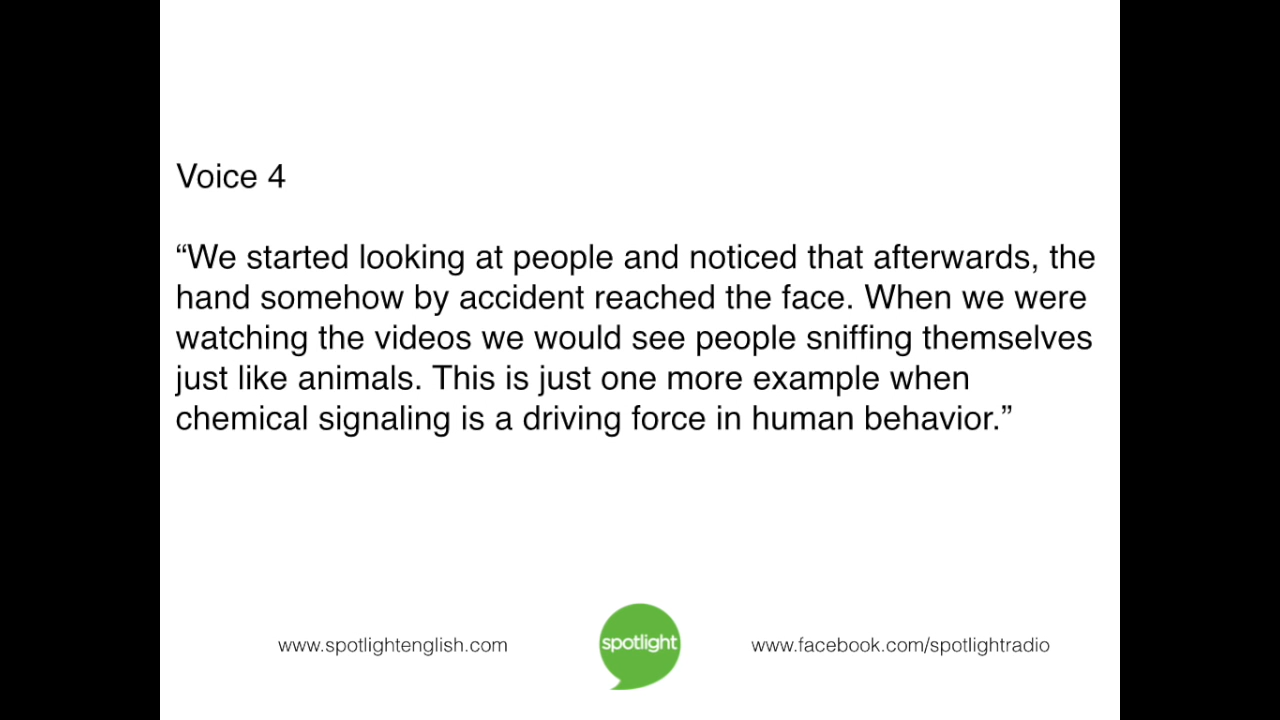 Voice 4
“We started looking at people and noticed that afterwards, the
hand somehow by accident reached the face. When we were
watching the videos we would see people sniffing themselves
just like animals. This is just one more example when
chemical signaling is a driving force in human behavior.”
www.spotlightenglish.com
spotlight
www.facebook.com/spotlightradio